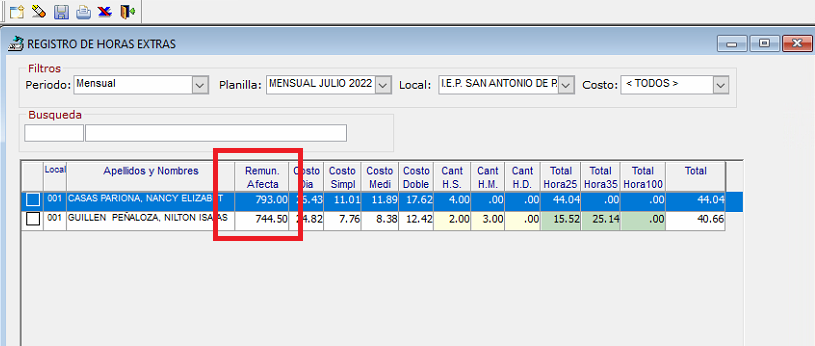 REGISTRO DE HORAS EXTRAS
Filtros
Periodo: Mensual Planilla: MENSUAL JULIO 2022 Local: I.E.P. SAN ANTONIO DE P. Costo: < TODOS >
Busqueda
Local Apellidos y Nombres Remun. Afecta Costo Dia Costo Simpl Costo Medi Costo Doble Cant H.S. Cant H.M. Cant H.D. Total Hora25 Total Hora35 Total Hora100 Total
001 CASAS PARIONA, NANCY ELIZABET 793.00 26.43 11.01 11.89 17.62 4.00 .00 .00 44.04 .00 .00 44.04
001 GUILLEN PEÑALOZA, NILTON ISAIAS 744.50 24.82 7.76 8.38 12.42 2.00 3.00 .00 15.52 25.14 .00 40.66